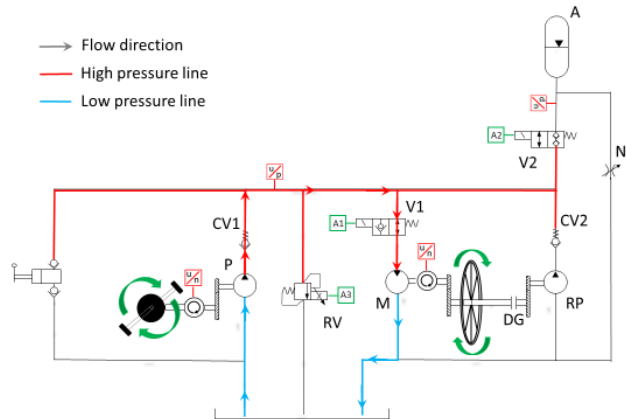 A
Flow direction
High pressure line
Low pressure line
u/p
A2
V2
N
u/p
CV1
V1
A1
CV2
P
u/n
u/n
A3
RV
M
DG
RP